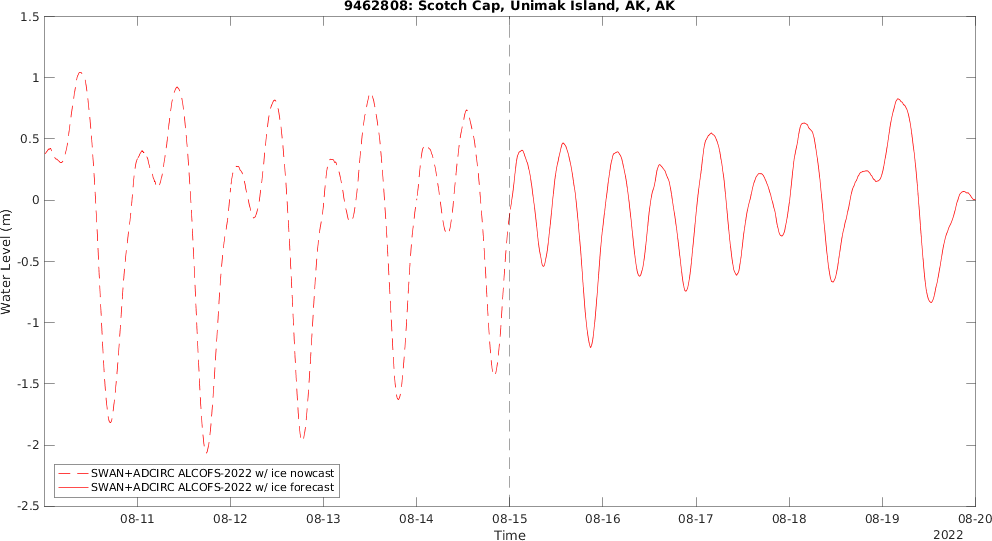 9462808: Scotch Cap, Unimak Island, AK, AK
1.5
1
0.5
0
-0.5
-1
-1.5
-2
-2.5
Water Level (m)
SWAN+ADCIRC ALCOFS-2022 w/ ice nowcast
SWAN+ADCIRC ALCOFS-2022 w/ ice forecast
08-11 08-12 08-13 08-14 08-15 08-16 08-17 08-18 08-19 08-20
Time
2022